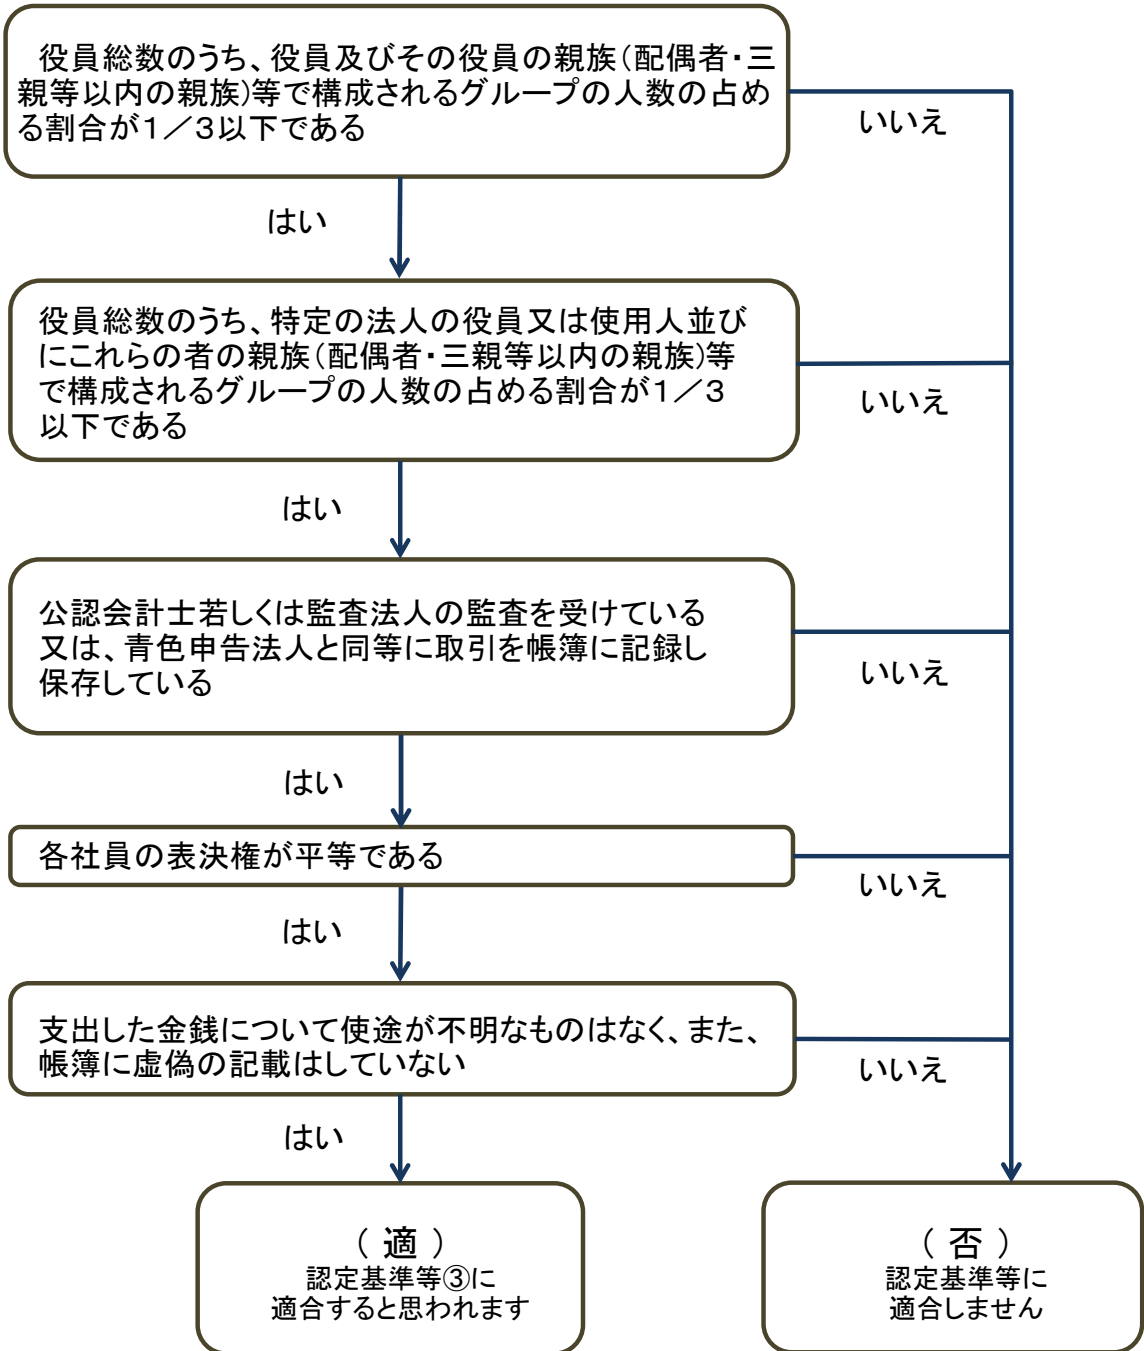 役員総数のうち、役員及びその役員の親族(配偶者・三
親等以内の親族)等で構成されるグループの人数の占め
る割合が1／3以下である
いいえ
はい
役員総数のうち、特定の法人の役員又は使用人並び
にこれらの者の親族(配偶者・三親等以内の親族)等
で構成されるグループの人数の占める割合が1／3
以下である
いいえ
はい
公認会計士若しくは監査法人の監査を受けている
又は、青色申告法人と同等に取引を帳簿に記録し
保存している
いいえ
はい
各社員の表決権が平等である
いいえ
はい
支出した金銭について使途が不明なものはなく、また、
帳簿に虚偽の記載はしていない
いいえ
はい
（ 適 ）
認定基準等③に
適合すると思われます
（ 否 ）
認定基準等に
適合しません